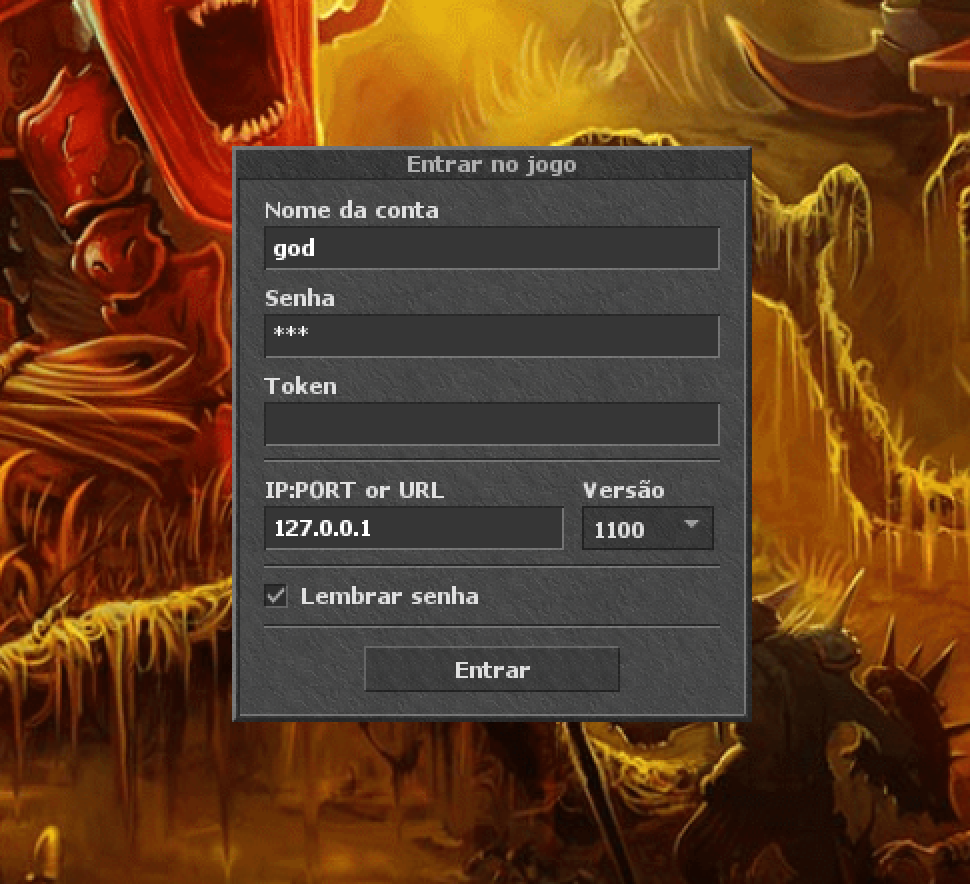 Entrar no jogo
Nome da conta
god
Senha
***
Token
IP:PORT or URL
Versão
127.0.0.1
1100
Lembrar senha
Entrar